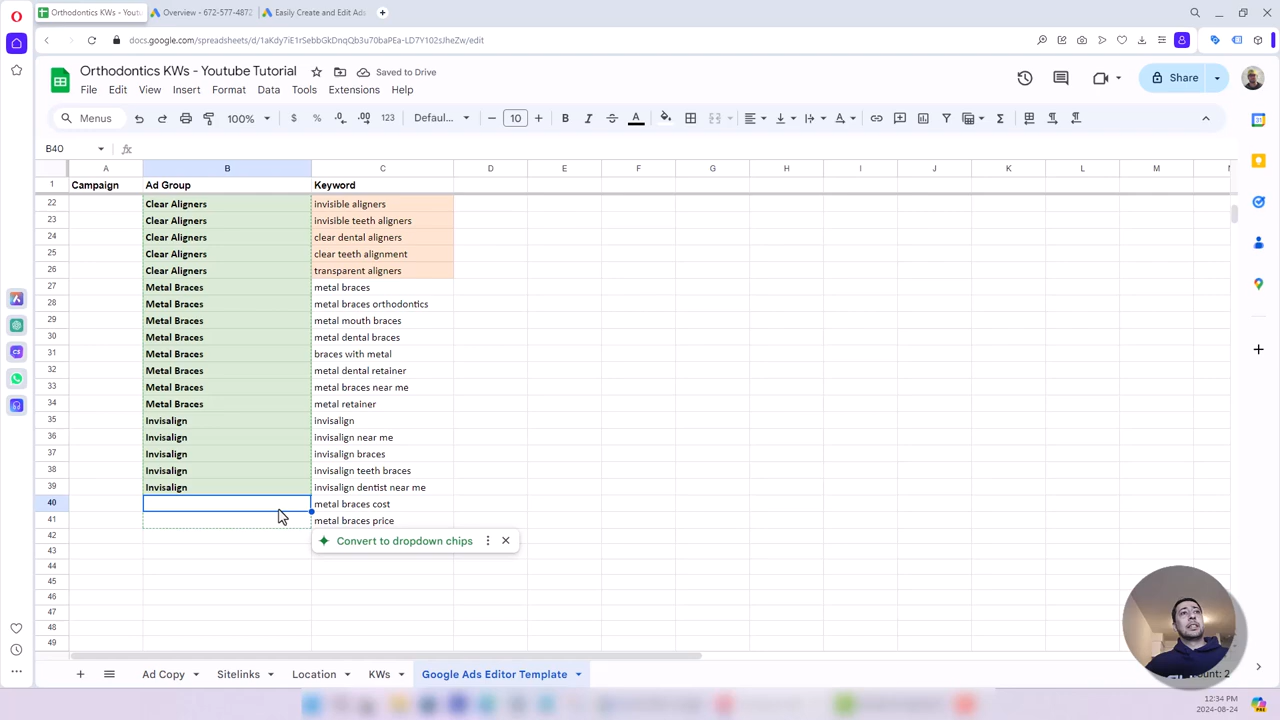 Orthodontics KWs - Youtu
Overview - 672-577-4872
Easily Create and Edit Ads
docs.google.com/spreadsheets/d/1aKdy7iE1rSebbGkDnqQb3u70baPEa-LD7Y102sJheZw/edit
Orthodontics KWs - Youtube Tutorial
Saved to Drive
File Edit View Insert Format Data Tools Extensions Help
Share
Menus 100% $ % .0 .00 123 Defaul... 10 B I A
B40 fx
A B C D E F G H I J K L M
1 Campaign Ad Group Keyword
22 Clear Aligners invisible aligners
23 Clear Aligners invisible teeth aligners
24 Clear Aligners clear dental aligners
25 Clear Aligners clear teeth alignment
26 Clear Aligners transparent aligners
27 Metal Braces metal braces
28 Metal Braces metal braces orthodontics
29 Metal Braces metal mouth braces
30 Metal Braces metal dental braces
31 Metal Braces braces with metal
32 Metal Braces metal dental retainer
33 Metal Braces metal braces near me
34 Metal Braces metal retainer
35 Invisalign invisalign
36 Invisalign invisalign near me
37 Invisalign invisalign braces
38 Invisalign invisalign teeth braces
39 Invisalign invisalign dentist near me
40 metal braces cost
41 metal braces price
42
Convert to dropdown chips
43
44
45
46
47
48
49
Ad Copy Sitelinks Location KWs Google Ads Editor Template
12:34 PM
2024-08-24